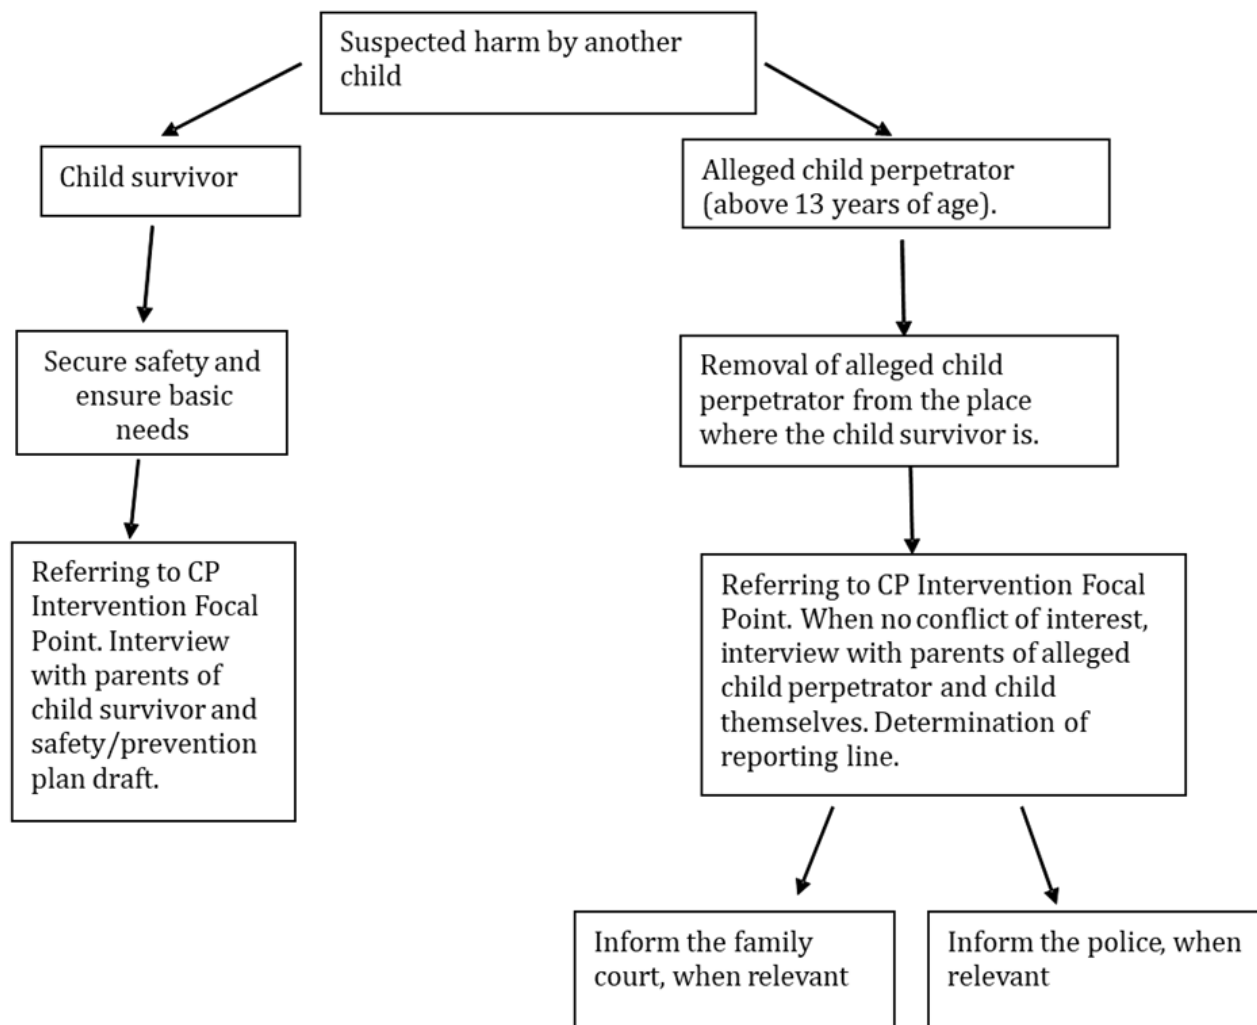 Suspected harm by another
child
Child survivor
Alleged child perpetrator
(above 13 years of age).
Secure safety and
ensure basic
needs
Removal of alleged child
perpetrator from the place
where the child survivor is.
Referring to CP
Intervention Focal
Point. Interview
with parents of
child survivor and
safety/prevention
plan draft.
Referring to CP Intervention Focal
Point. When no conflict of interest,
interview with parents of alleged
child perpetrator and child
themselves. Determination of
reporting line.
Inform the family
court, when relevant
Inform the police, when
relevant